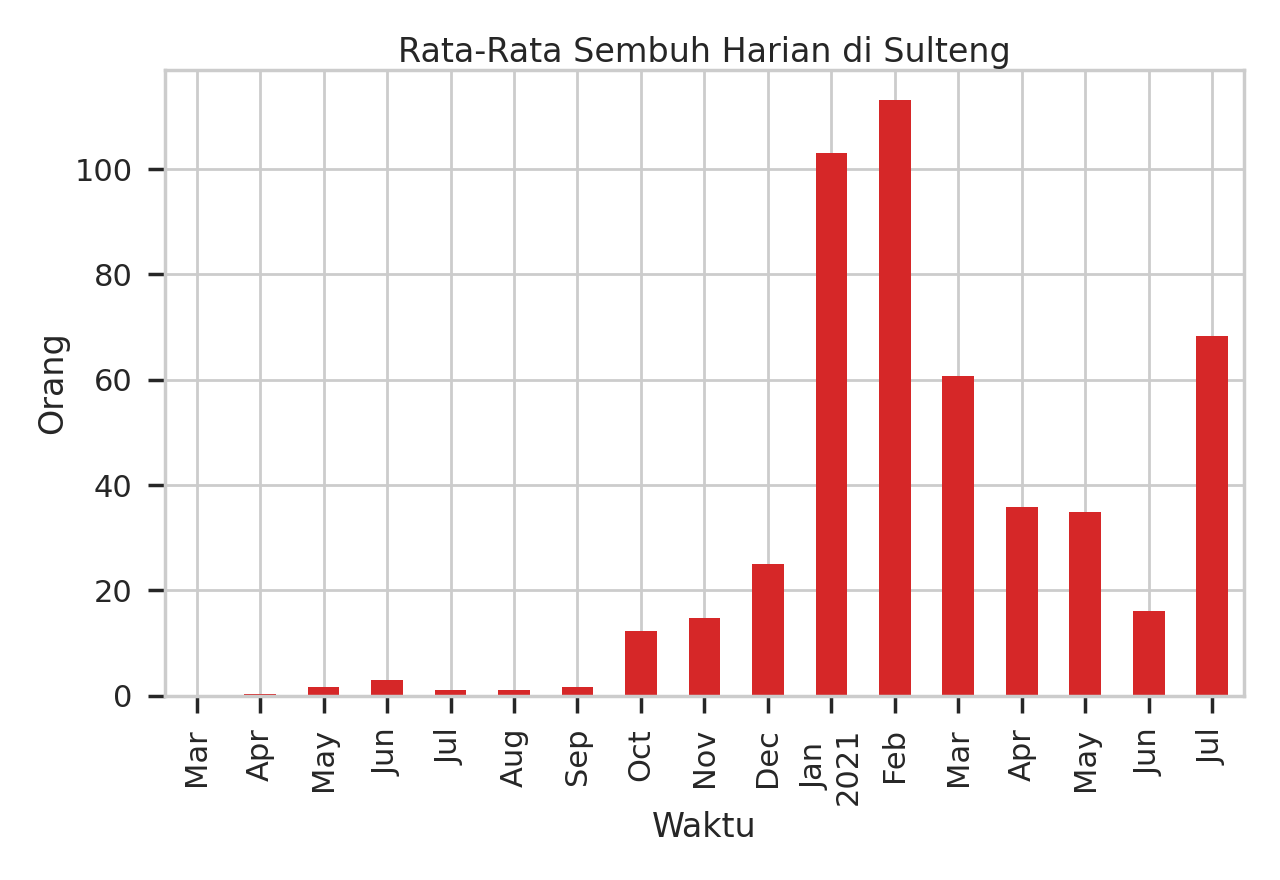 Rata-Rata Sembuh Harian di Sulteng
Orang
100
80
60
40
20
0
Mar
Apr
May
Jun
Jul
Aug
Sep
Oct
Nov
Dec
Jan
2021
Feb
Mar
Apr
May
Jun
Jul
Waktu